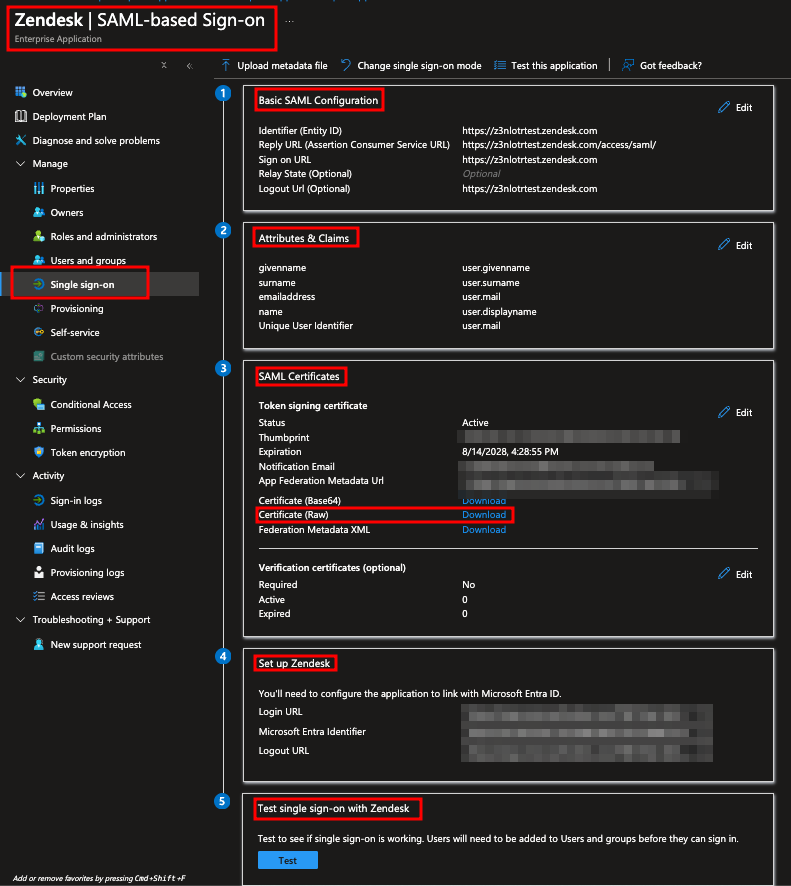 Zendesk | SAML-based Sign-on ...
Enterprise Application
Upload metadata file Change single sign-on mode Test this application Got feedback?
Overview
Deployment Plan
Diagnose and solve problems
Manage
Properties
Owners
Roles and administrators
Users and groups
Single sign-on
Provisioning
Self-service
Custom security attributes
Security
Conditional Access
Permissions
Token encryption
Activity
Sign-in logs
Usage & insights
Audit logs
Provisioning logs
Access reviews
Troubleshooting + Support
New support request
Add or remove favorites by pressing Cmd+Shift+F
1
Basic SAML Configuration
Edit
Identifier (Entity ID) https://z3nlotrtest.zendesk.com
Reply URL (Assertion Consumer Service URL) https://z3nlotrtest.zendesk.com/access/saml/
Sign on URL https://z3nlotrtest.zendesk.com
Relay State (Optional) Optional
Logout Url (Optional) https://z3nlotrtest.zendesk.com
2
Attributes & Claims
Edit
givenname user.givenname
surname user.surname
emailaddress user.mail
name user.displayname
Unique User Identifier user.mail
3
SAML Certificates
Token signing certificate
Edit
Status Active
Thumbprint
Expiration 8/14/2028, 4:28:55 PM
Notification Email
App Federation Metadata Url
Certificate (Base64) Download
Certificate (Raw) Download
Federation Metadata XML Download
Verification certificates (optional)
Edit
Required No
Active 0
Expired 0
4
Set up Zendesk
You'll need to configure the application to link with Microsoft Entra ID.
Login URL
Microsoft Entra Identifier
Logout URL
5
Test single sign-on with Zendesk
Test to see if single sign-on is working. Users will need to be added to Users and groups before they can sign in.
Test